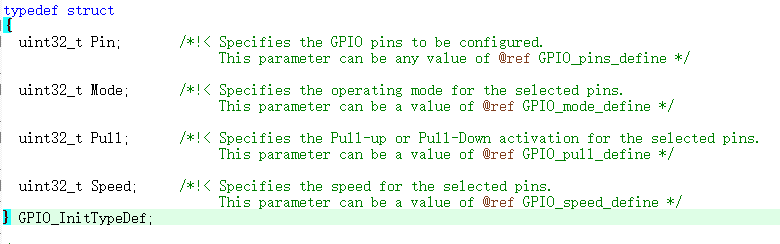 typedef struct
{
uint32_t Pin; /*!< Specifies the GPIO pins to be configured.
This parameter can be any value of @ref GPIO_pins_define */
uint32_t Mode; /*!< Specifies the operating mode for the selected pins.
This parameter can be a value of @ref GPIO_mode_define */
uint32_t Pull; /*!< Specifies the Pull-up or Pull-Down activation for the selected pins.
This parameter can be a value of @ref GPIO_pull_define */
uint32_t Speed; /*!< Specifies the speed for the selected pins.
This parameter can be a value of @ref GPIO_speed_define */
} GPIO_InitTypeDef;